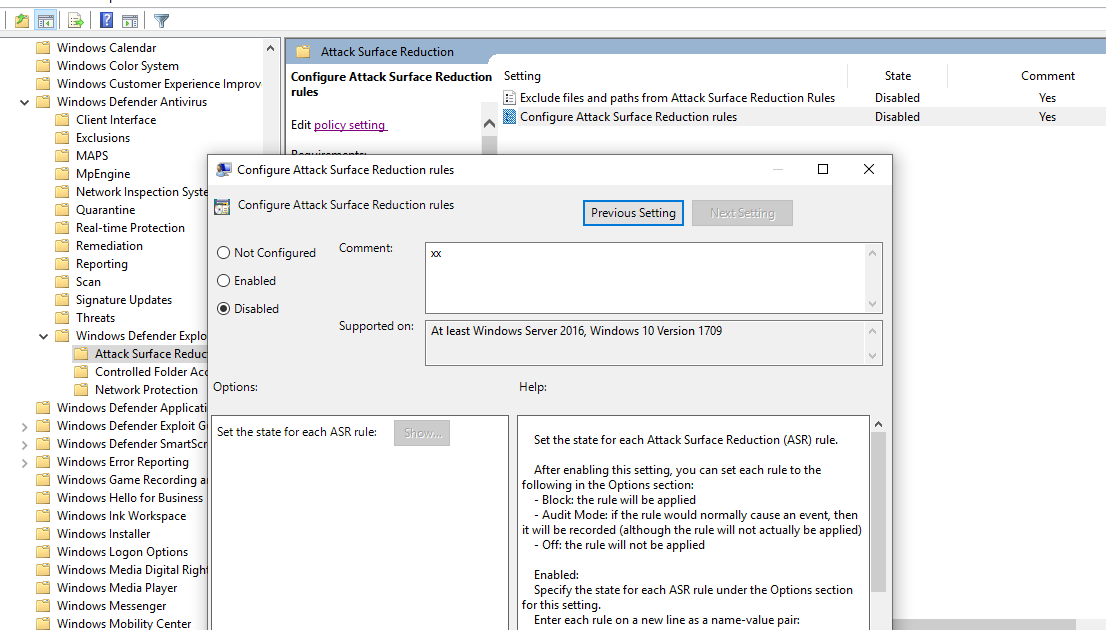 Windows Calendar
Windows Color System
Windows Customer Experience Improv
Windows Defender Antivirus
Client Interface
Exclusions
MAPS
MpEngine
Network Inspection Syste
Quarantine
Real-time Protection
Remediation
Reporting
Scan
Signature Updates
Threats
Windows Defender Explo
Attack Surface Reduc
Controlled Folder Acc
Network Protection
Windows Defender Applicati
Windows Defender Exploit Gu
Windows Defender SmartScr
Windows Error Reporting
Windows Game Recording a
Windows Hello for Business
Windows Ink Workspace
Windows Installer
Windows Logon Options
Windows Media Digital Right
Windows Media Player
Windows Messenger
Windows Mobility Center
Attack Surface Reduction
Configure Attack Surface Reduction
rules
Edit policy setting
Requirements:
Setting State Comment
Exclude files and paths from Attack Surface Reduction Rules Disabled Yes
Configure Attack Surface Reduction rules Disabled Yes
Configure Attack Surface Reduction rules
Configure Attack Surface Reduction rules
Previous Setting Next Setting
Not Configured
Enabled
Disabled
Comment:
xx
Supported on:
At least Windows Server 2016, Windows 10 Version 1709
Options:
Help:
Set the state for each ASR rule: Show...
Set the state for each Attack Surface Reduction (ASR) rule.
After enabling this setting, you can set each rule to the
following in the Options section:
- Block: the rule will be applied
- Audit Mode: if the rule would normally cause an event, then
it will be recorded (although the rule will not actually be applied)
- Off: the rule will not be applied
Enabled:
Specify the state for each ASR rule under the Options section
for this setting.
Enter each rule on a new line as a name-value pair: